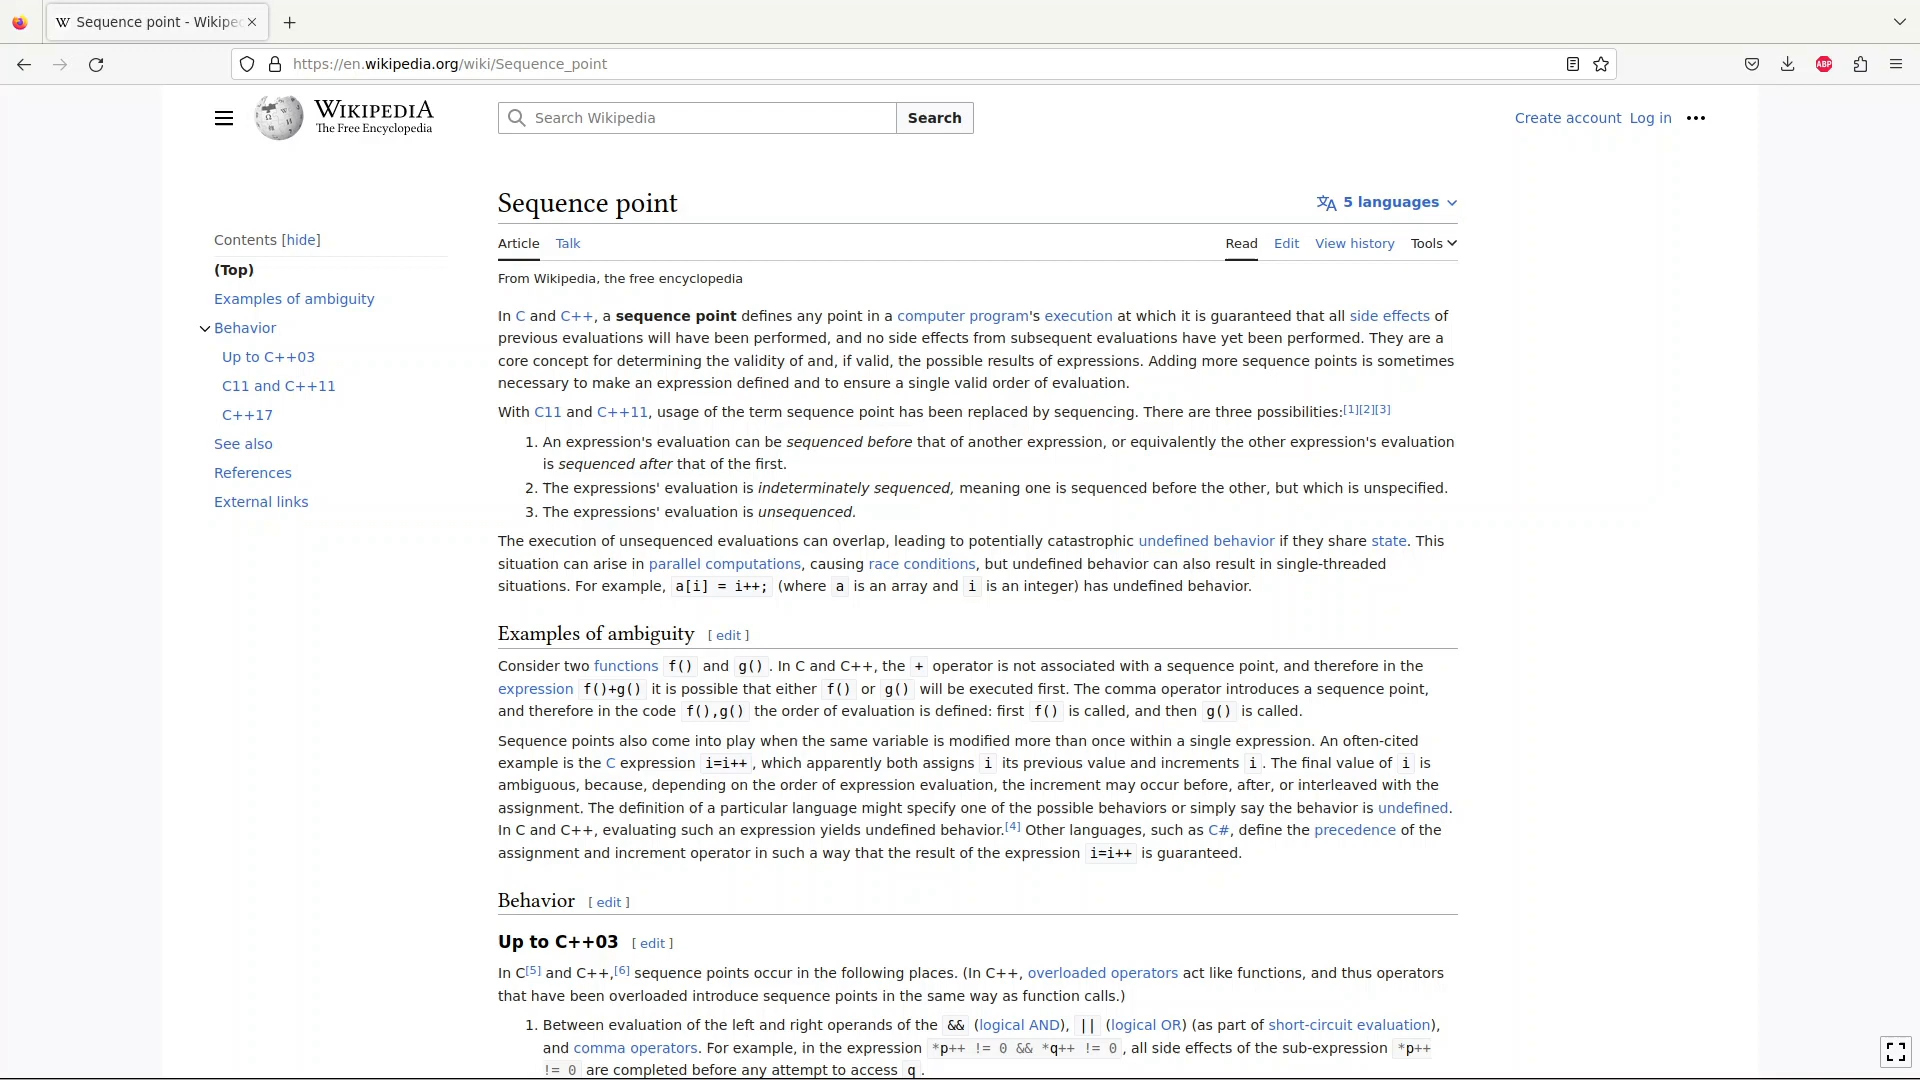 Sequence point - Wikipe
https://en.wikipedia.org/wiki/Sequence_point
ABP
WIKIPEDIA
The Free Encyclopedia
Search Wikipedia
Search
Create account Log in
Sequence point
5 languages
Article Talk
Read Edit View history Tools
From Wikipedia, the free encyclopedia
Contents [hide]
(Top)
Examples of ambiguity
Behavior
Up to C++03
C11 and C++11
C++17
See also
References
External links
In C and C++, a sequence point defines any point in a computer program's execution at which it is guaranteed that all side effects of
previous evaluations will have been performed, and no side effects from subsequent evaluations have yet been performed. They are a
core concept for determining the validity of and, if valid, the possible results of expressions. Adding more sequence points is sometimes
necessary to make an expression defined and to ensure a single valid order of evaluation.
With C11 and C++11, usage of the term sequence point has been replaced by sequencing. There are three possibilities:[1][2][3]
1. An expression's evaluation can be sequenced before that of another expression, or equivalently the other expression's evaluation
is sequenced after that of the first.
2. The expressions' evaluation is indeterminately sequenced, meaning one is sequenced before the other, but which is unspecified.
3. The expressions' evaluation is unsequenced.
The execution of unsequenced evaluations can overlap, leading to potentially catastrophic undefined behavior if they share state. This
situation can arise in parallel computations, causing race conditions, but undefined behavior can also result in single-threaded
situations. For example, a[i] = i++; (where a is an array and i is an integer) has undefined behavior.
Examples of ambiguity [ edit ]
Consider two functions f() and g(). In C and C++, the + operator is not associated with a sequence point, and therefore in the
expression f()+g() it is possible that either f() or g() will be executed first. The comma operator introduces a sequence point,
and therefore in the code f(),g() the order of evaluation is defined: first f() is called, and then g() is called.
Sequence points also come into play when the same variable is modified more than once within a single expression. An often-cited
example is the C expression i=i++, which apparently both assigns i its previous value and increments i. The final value of i is
ambiguous, because, depending on the order of expression evaluation, the increment may occur before, after, or interleaved with the
assignment. The definition of a particular language might specify one of the possible behaviors or simply say the behavior is undefined.
In C and C++, evaluating such an expression yields undefined behavior.[4] Other languages, such as C#, define the precedence of the
assignment and increment operator in such a way that the result of the expression i=i++ is guaranteed.
Behavior [ edit ]
Up to C++03 [ edit ]
In C[5] and C++,[6] sequence points occur in the following places. (In C++, overloaded operators act like functions, and thus operators
that have been overloaded introduce sequence points in the same way as function calls.)
1. Between evaluation of the left and right operands of the && (logical AND), || (logical OR) (as part of short-circuit evaluation),
and comma operators. For example, in the expression *p++ != 0 && *q++ != 0, all side effects of the sub-expression *p++
!= 0 are completed before any attempt to access q.